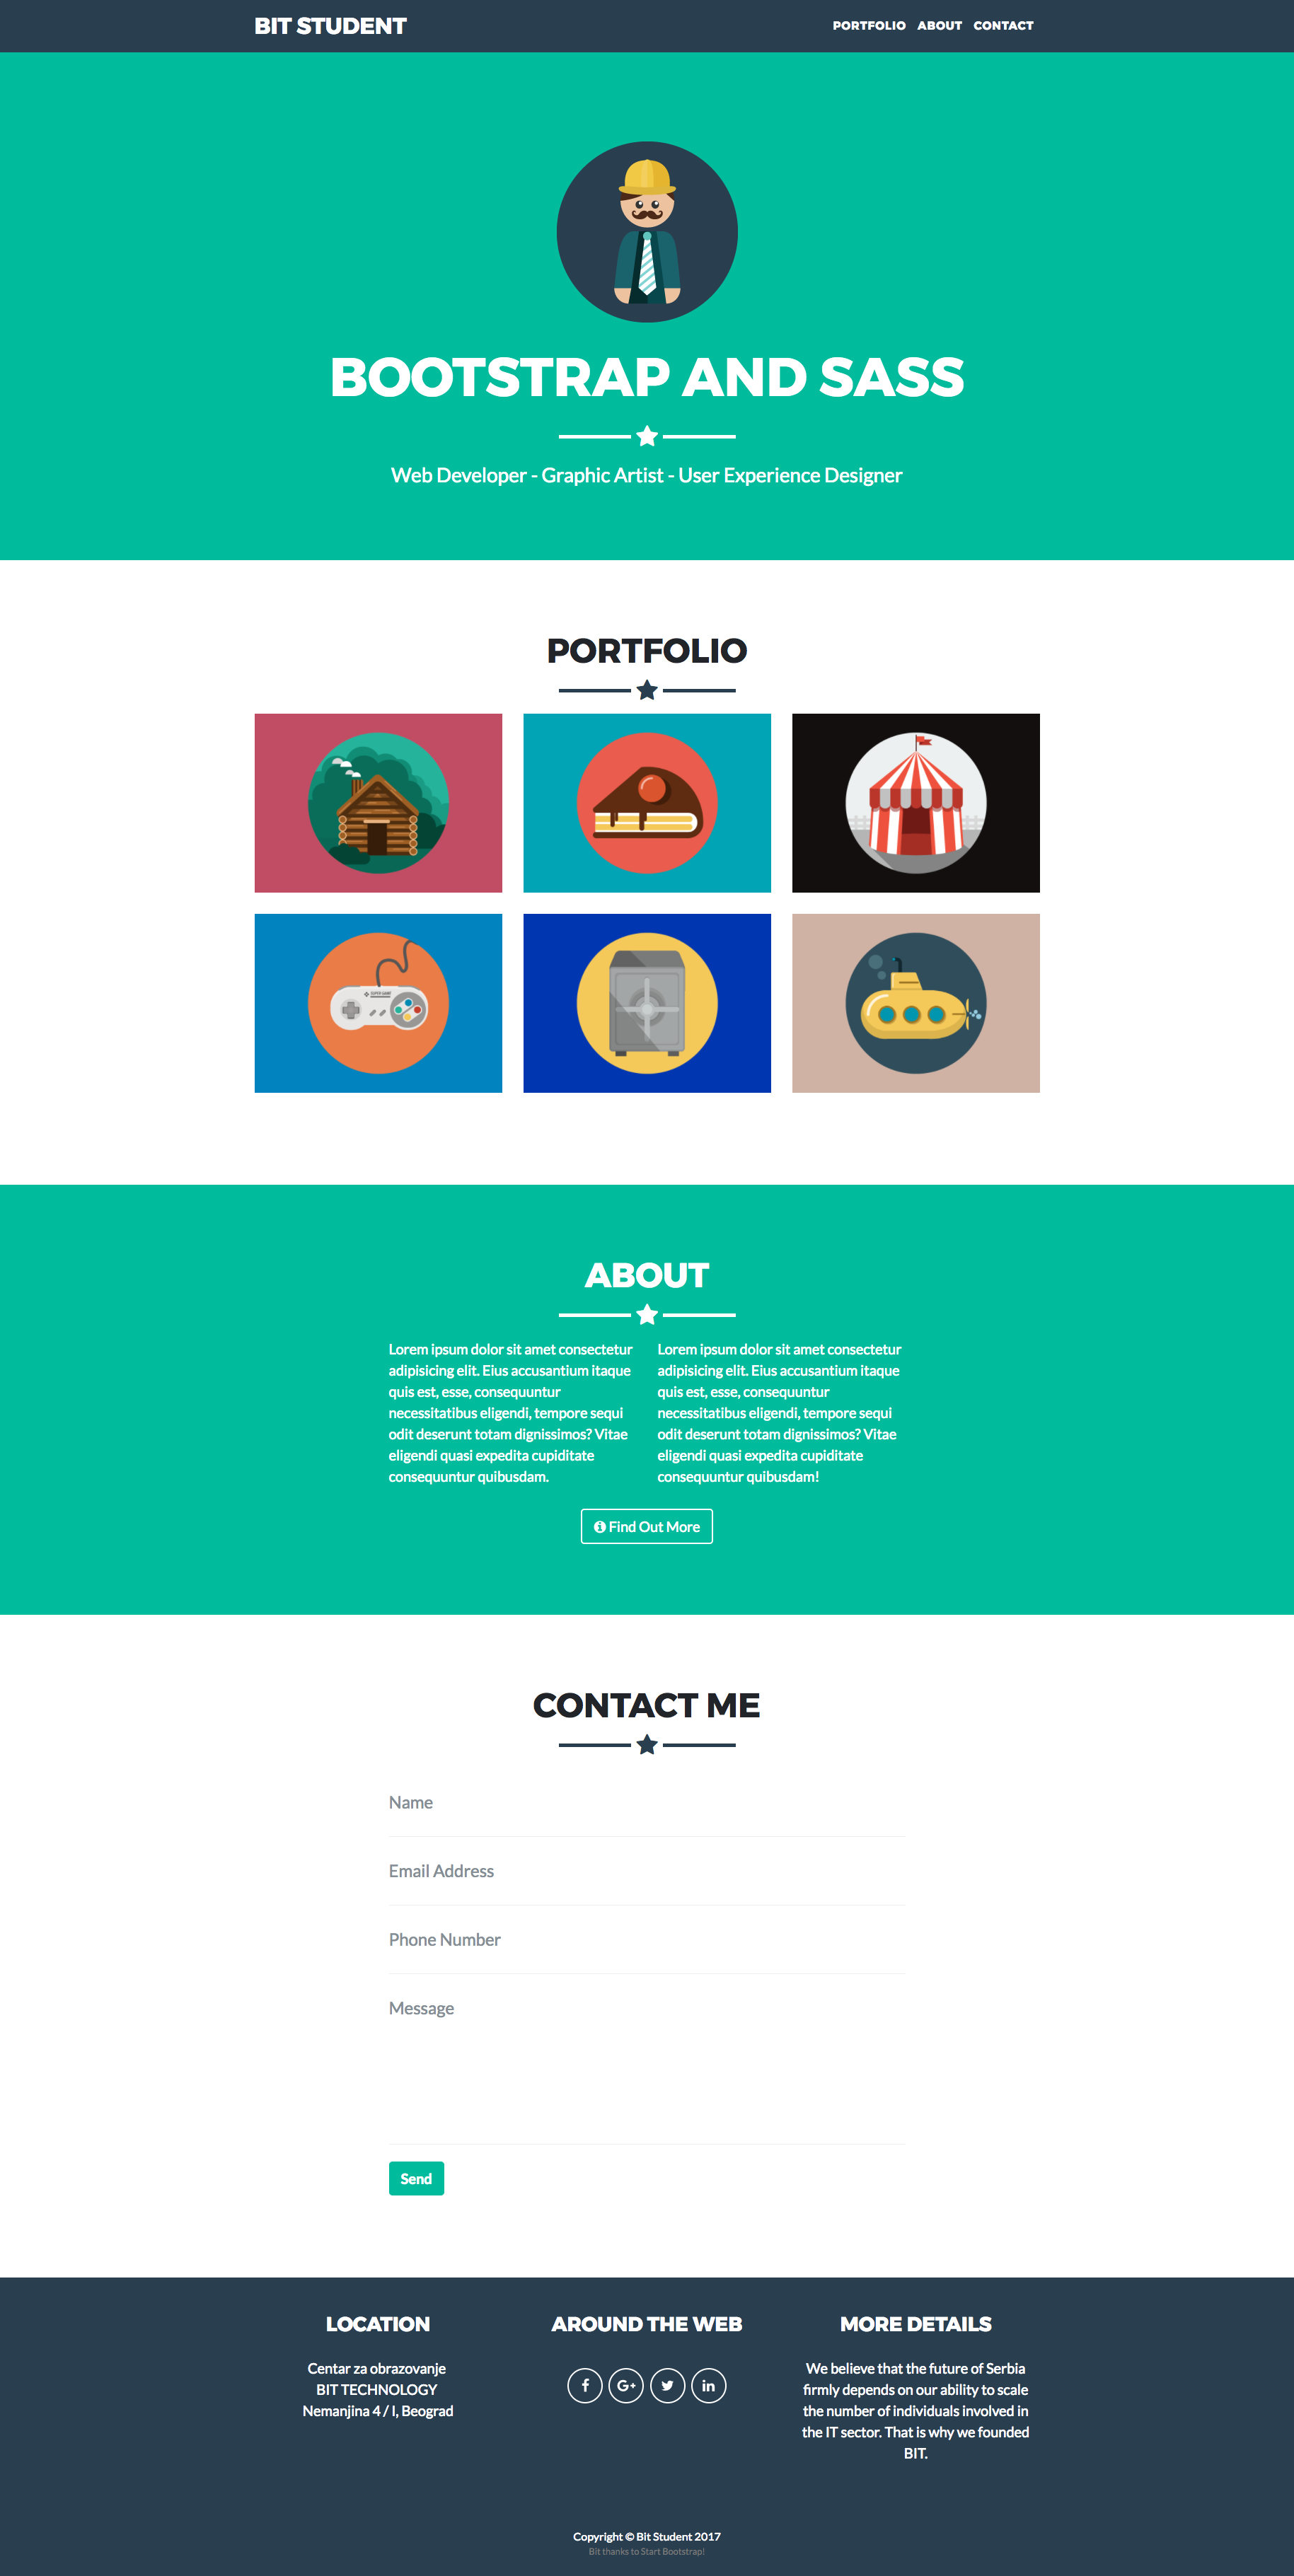 BIT STUDENT
PORTFOLIO ABOUT CONTACT
BOOTSTRAP AND SASS
Web Developer - Graphic Artist - User Experience Designer
PORTFOLIO
ABOUT
Lorem ipsum dolor sit amet consectetur
adipisicing elit. Eius accusantium itaque
quis est, esse, consequuntur
necessitatibus eligendi, tempore sequi
odit deserunt totam dignissimos? Vitae
eligendi quasi expedita cupiditate
consequuntur quibusdam.
Lorem ipsum dolor sit amet consectetur
adipisicing elit. Eius accusantium itaque
quis est, esse, consequuntur
necessitatibus eligendi, tempore sequi
odit deserunt totam dignissimos? Vitae
eligendi quasi expedita cupiditate
consequuntur quibusdam!
Find Out More
CONTACT ME
Name
Email Address
Phone Number
Message
Send
LOCATION
Centar za obrazovanje
BIT TECHNOLOGY
Nemanjina 4 / I, Beograd
AROUND THE WEB
MORE DETAILS
We believe that the future of Serbia
firmly depends on our ability to scale
the number of individuals involved in
the IT sector. That is why we founded
BIT.
Copyright © Bit Student 2017
Bit thanks to Start Bootstrap!